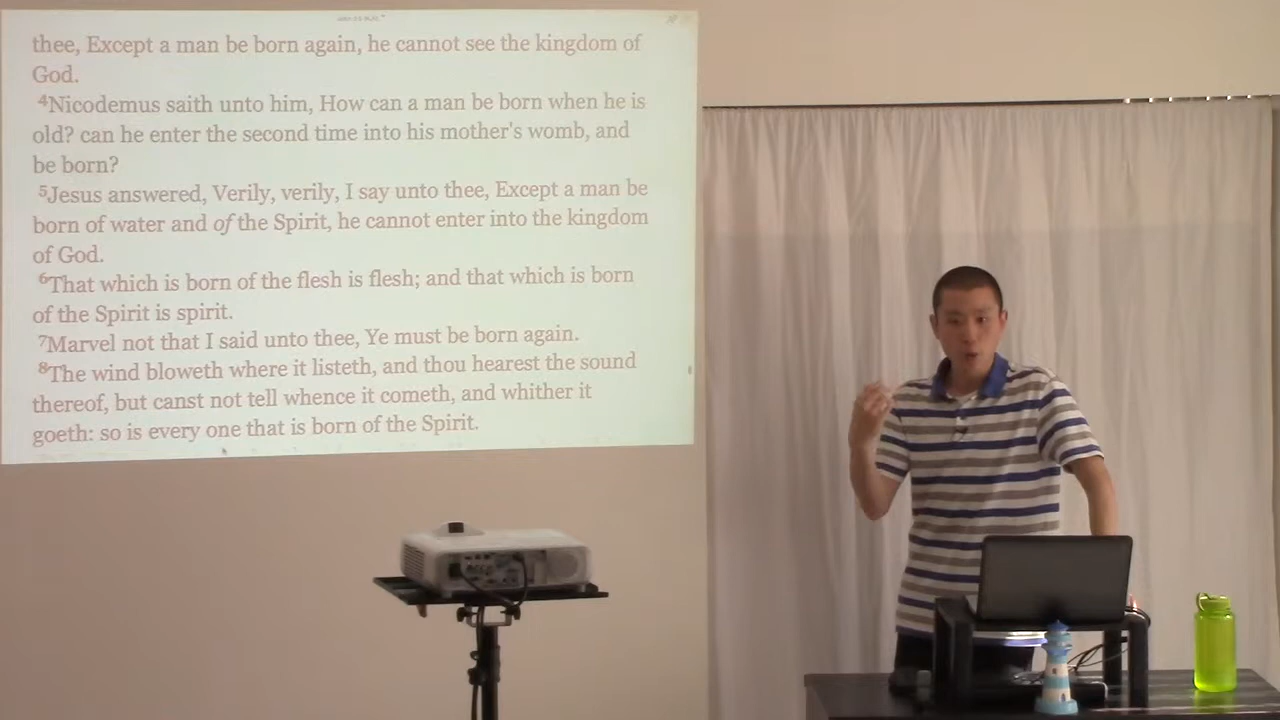 thee, Except a man be born again, he cannot see the kingdom of
God.
⁴Nicodemus saith unto him, How can a man be born when he is
old? can he enter the second time into his mother's womb, and
be born?
⁵Jesus answered, Verily, verily, I say unto thee, Except a man be
born of water and of the Spirit, he cannot enter into the kingdom
of God.
⁶That which is born of the flesh is flesh; and that which is born
of the Spirit is spirit.
⁷Marvel not that I said unto thee, Ye must be born again.
⁸The wind bloweth where it listeth, and thou hearest the sound
thereof, but canst not tell whence it cometh, and whither it
goeth: so is every one that is born of the Spirit.